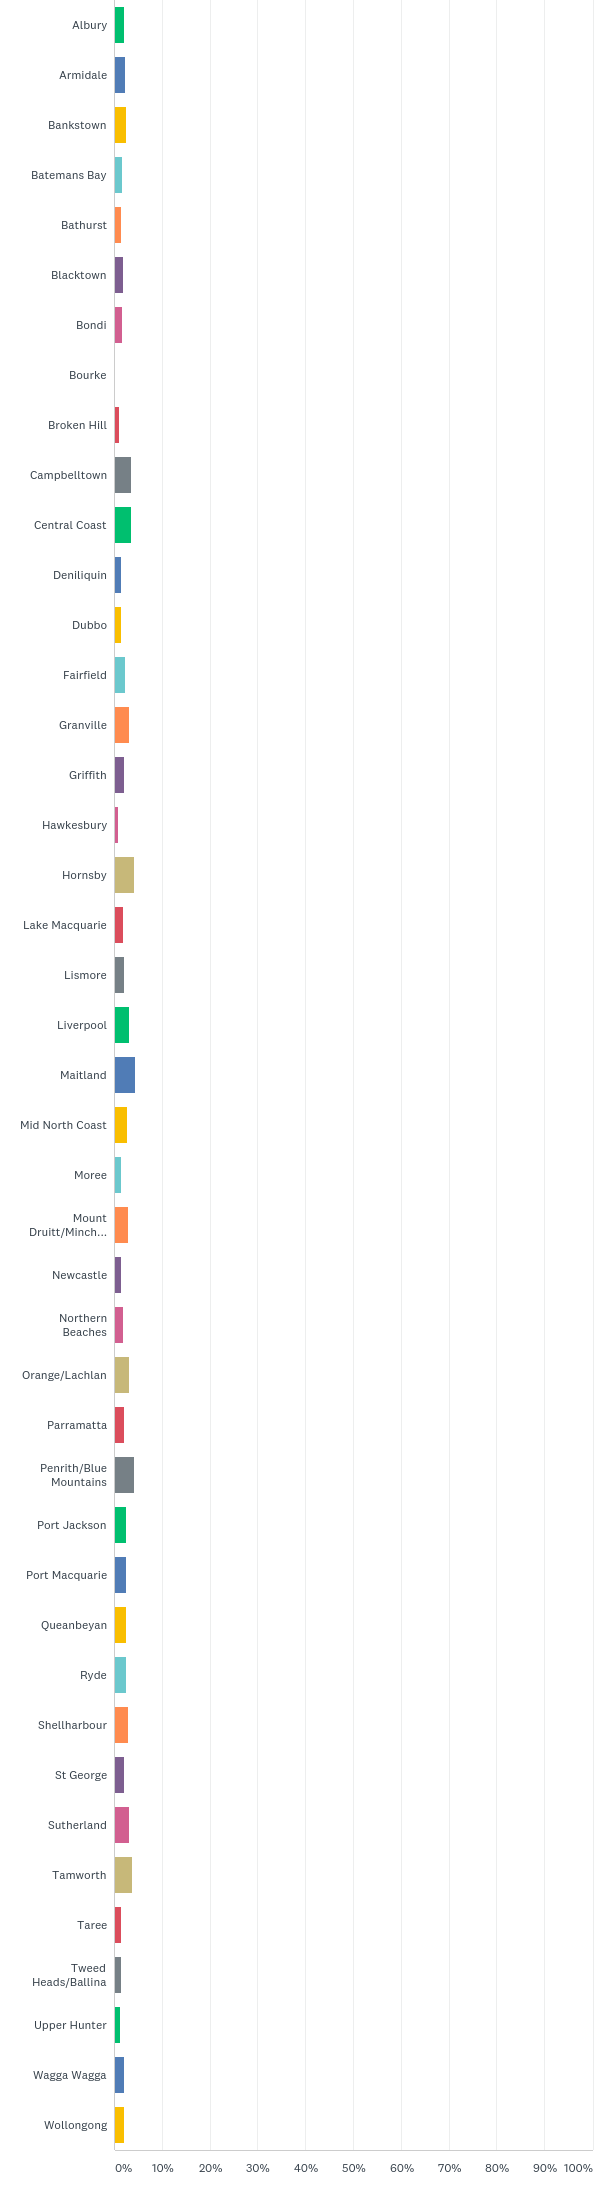 Albury
Armidale
Bankstown
Batemans Bay
Bathurst
Blacktown
Bondi
Bourke
Broken Hill
Campbelltown
Central Coast
Deniliquin
Dubbo
Fairfield
Granville
Griffith
Hawkesbury
Hornsby
Lake Macquarie
Lismore
Liverpool
Maitland
Mid North Coast
Moree
Mount
Druitt/Minch...
Newcastle
Northern
Beaches
Orange/Lachlan
Parramatta
Penrith/Blue
Mountains
Port Jackson
Port Macquarie
Queanbeyan
Ryde
Shellharbour
St George
Sutherland
Tamworth
Taree
Tweed
Heads/Ballina
Upper Hunter
Wagga Wagga
Wollongong
0% 10% 20% 30% 40% 50% 60% 70% 80% 90% 100%